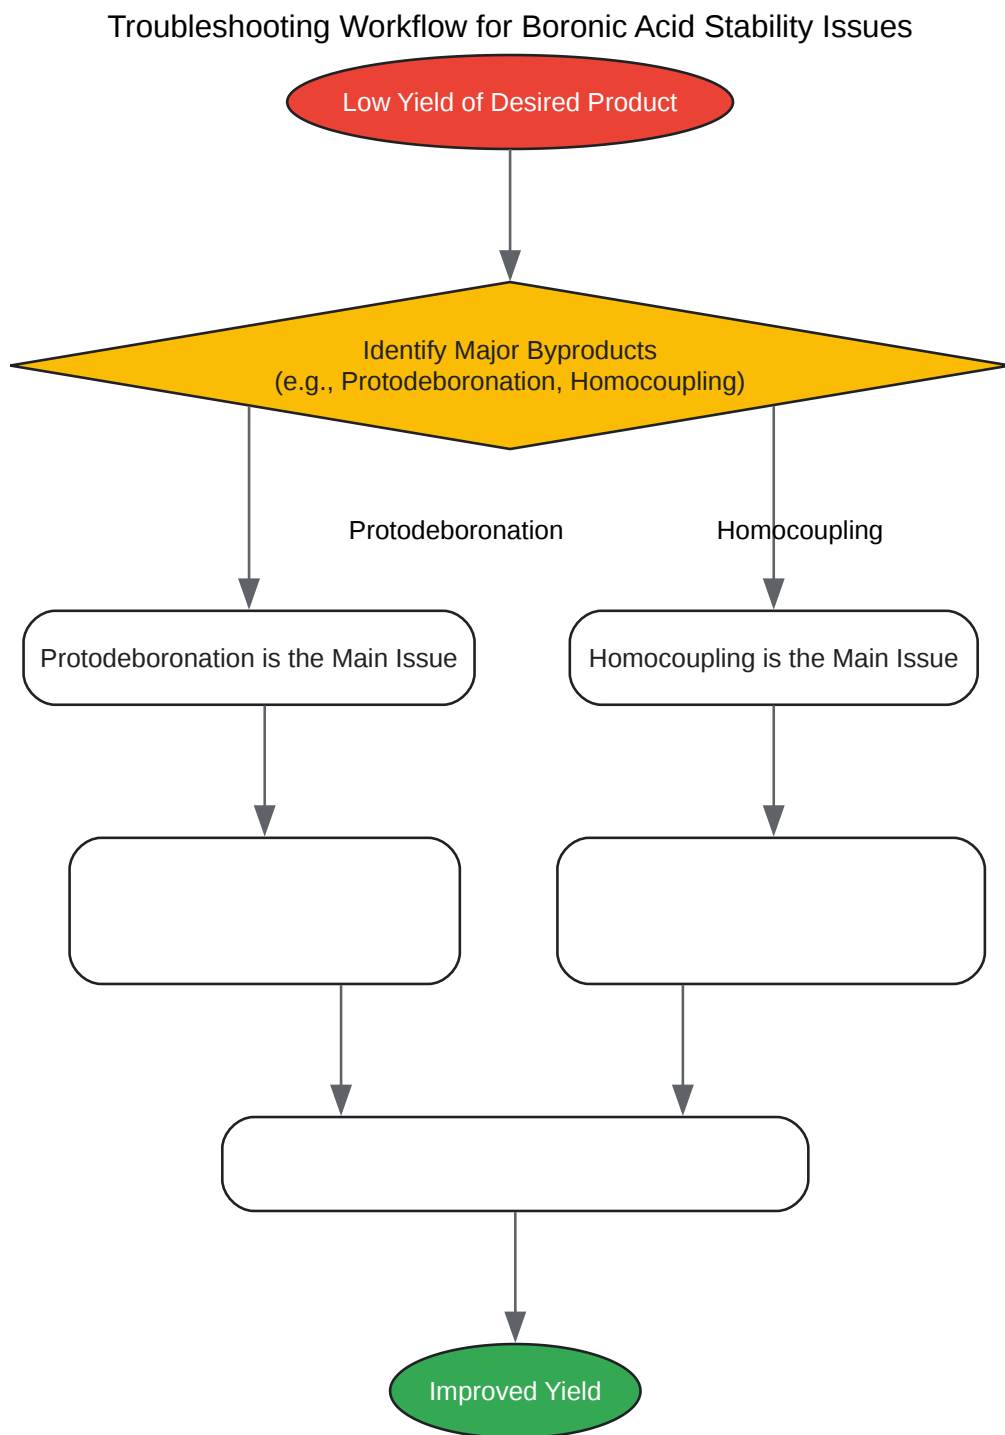 Troubleshooting Workflow for Boronic Acid Stability Issues
Low Yield of Desired Product
Identify Major Byproducts
(e.g., Protodeboronation, Homocoupling)
Protodeboronation
Homocoupling
Protodeboronation is the Main Issue
Homocoupling is the Main Issue
Improved Yield